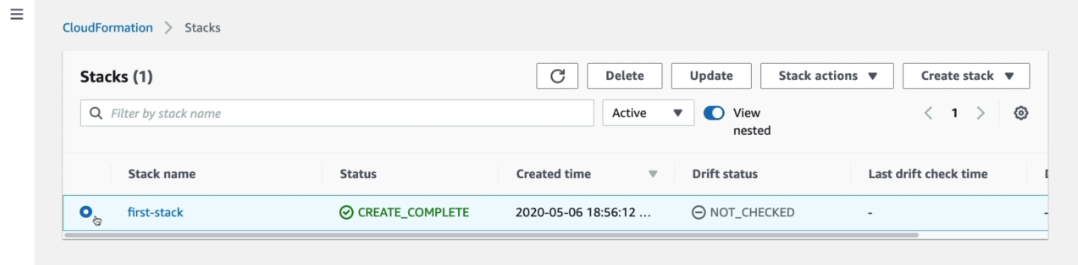 CloudFormation > Stacks
Stacks (1)
Delete
Update
Stack actions
Create stack
Filter by stack name
Active
View
nested
1
Stack name Status Created time Drift status Last drift check time
first-stack CREATE_COMPLETE 2020-05-06 18:56:12 ... NOT_CHECKED - -